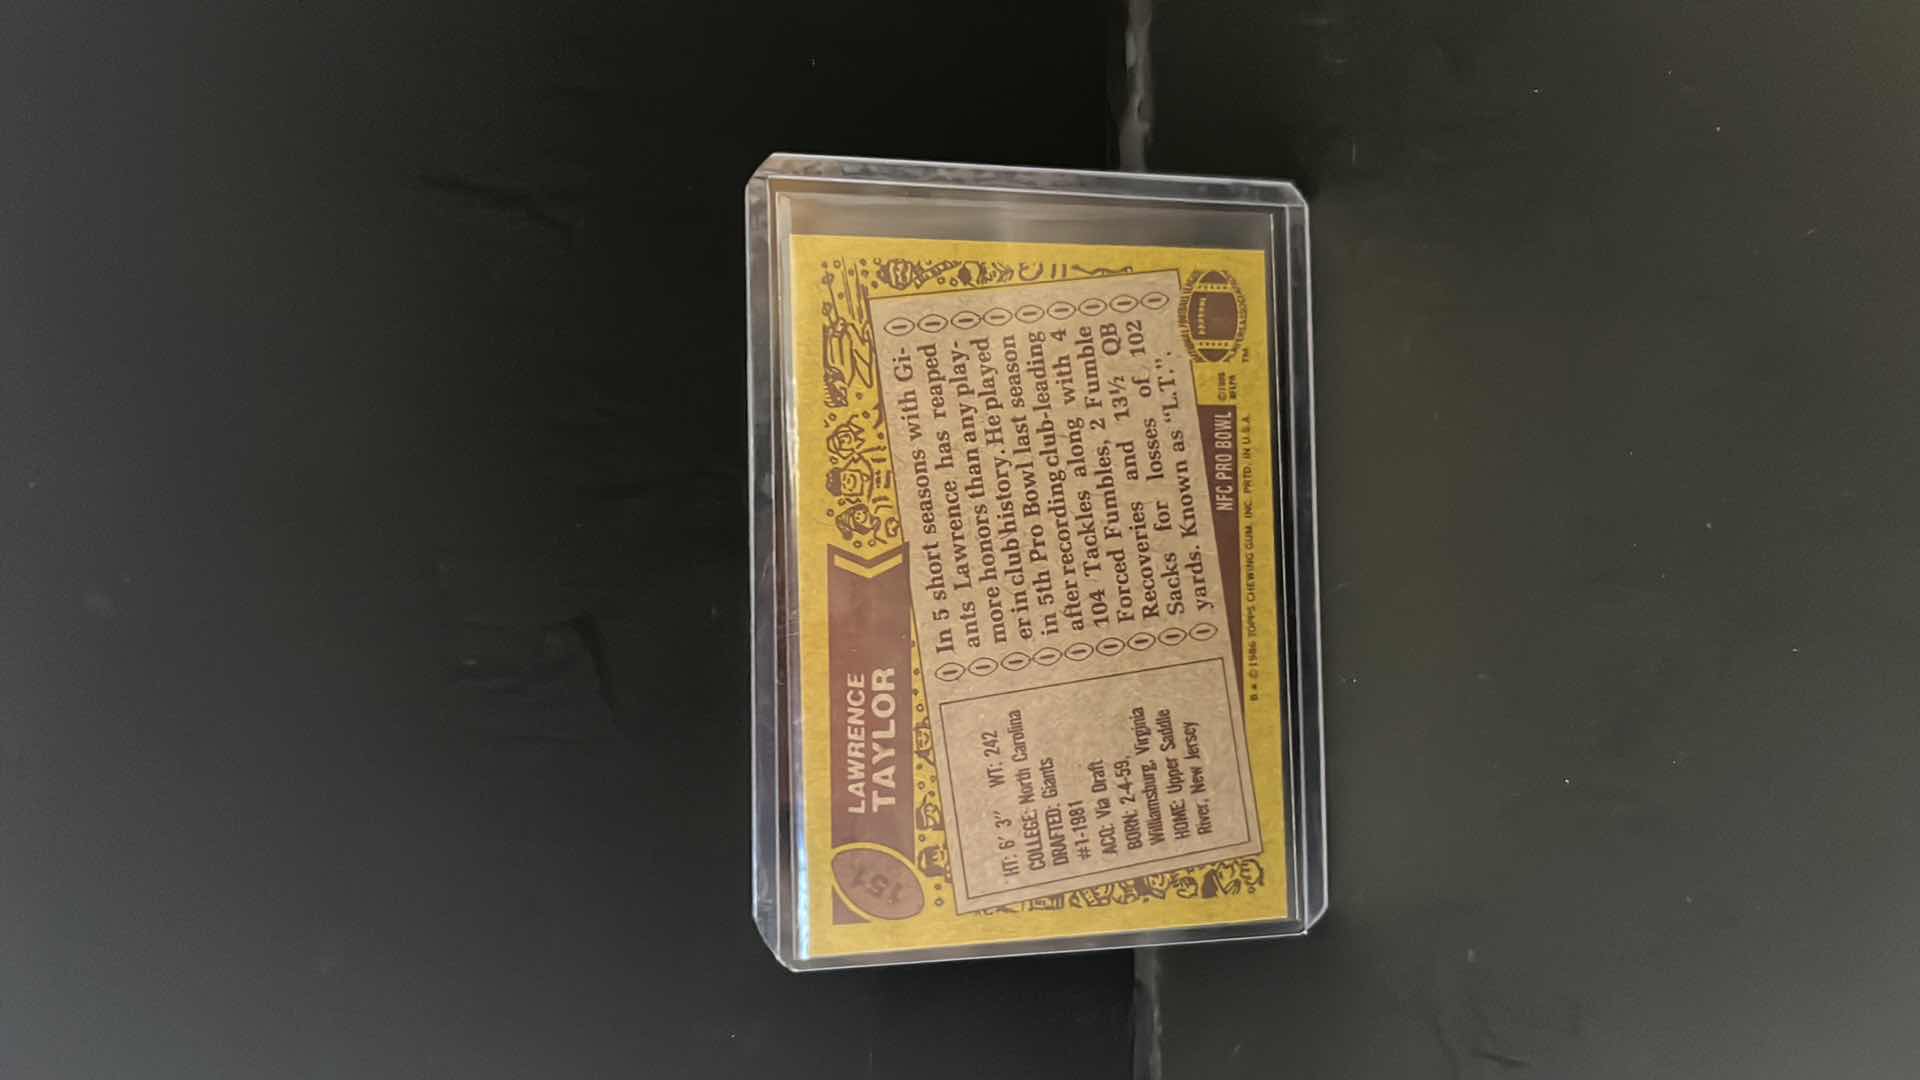 151
LAWRENCE
TAYLOR
HT: 6' 3" WT: 242
COLLEGE: North Carolina
DRAFTED: Giants
#1-1981
ACQ: Via Draft
BORN: 2-4-59,
Williamsburg, Virginia
HOME: Upper Saddle
River, New Jersey
In 5 short seasons with Gi-
ants Lawrence has reaped
more honors than any play-
er in club history. He played
in 5th Pro Bowl last season
after recording club-leading
104 Tackles along with 4
Forced Fumbles, 2 Fumble
Recoveries and 13½ QB
Sacks for losses of 102
yards. Known as "L.T.".
NFC PRO BOWL
© 1986 TOPPS CHEWING GUM, INC. PRTD. IN U.S.A.
NFLPA
TM